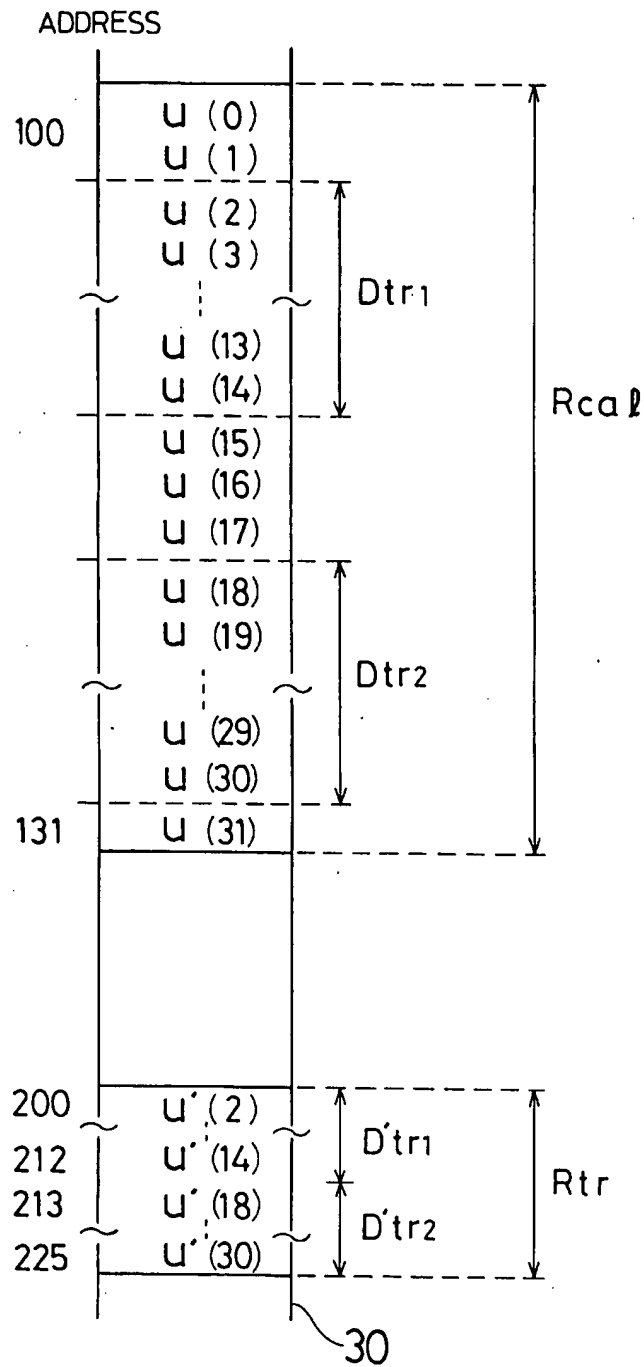 ADDRESS
100
u (0)
u (1)
u (2)
u (3)
u (13)
u (14)
u (15)
u (16)
u (17)
u (18)
u (19)
u (29)
u (30)
131 u (31)
Dtr1
Dtr2
Rcal
200 u' (2)
212 u' (14)
213 u' (18)
225 u' (30)
D'tr1
D'tr2
Rtr
30